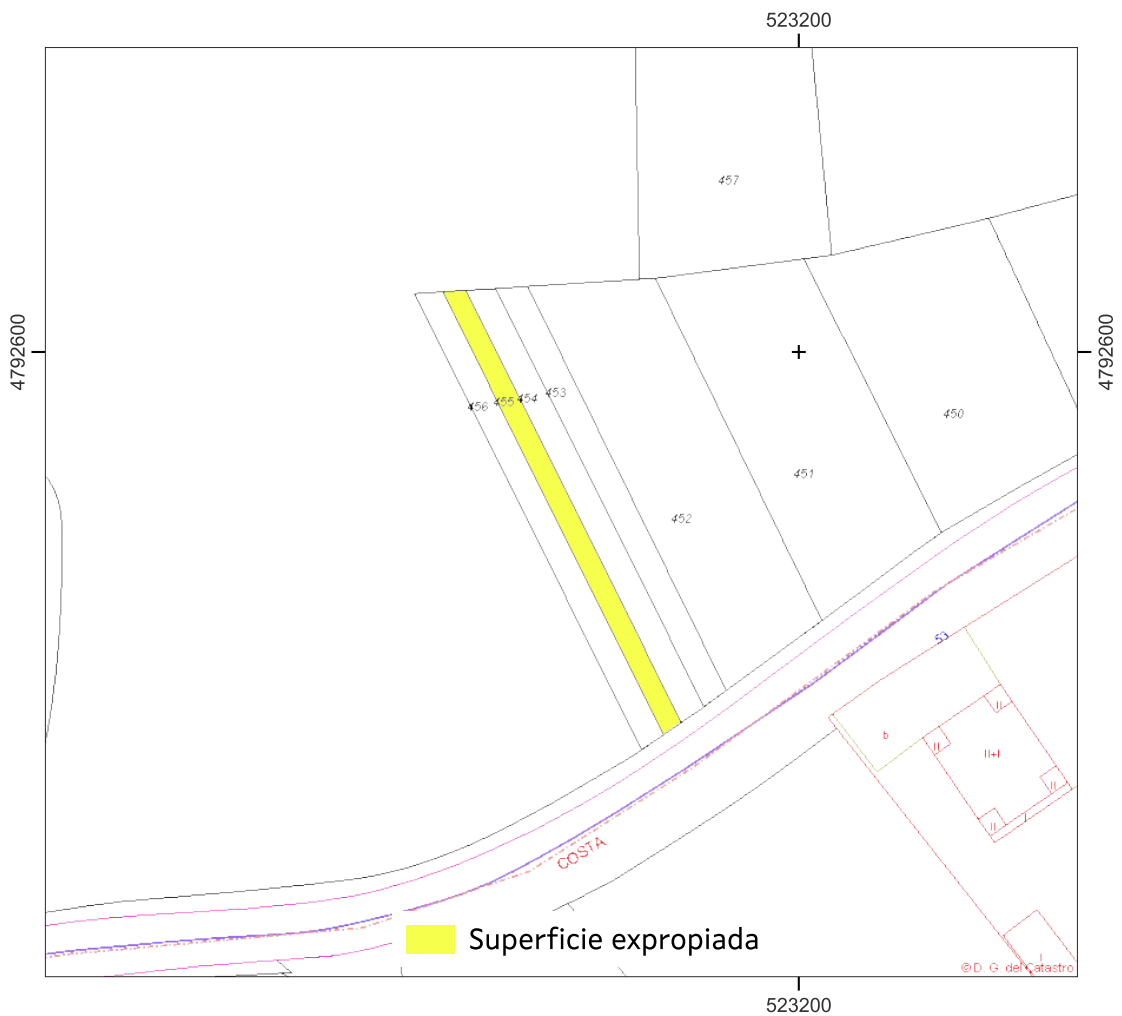 523200
457
4792600
4792600
456 455 454 453
450
451
452
53
II
b
II
II+I
II
II
I
COSTA
I
Superficie expropiada
© D. G. del Catastro
523200